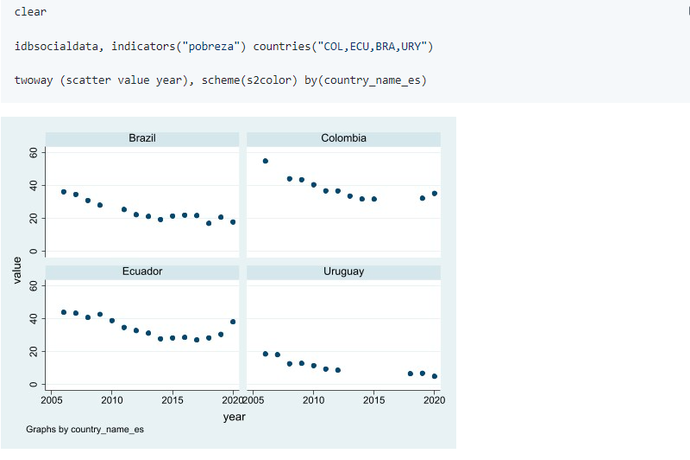 clear
idbsocialdata, indicators("pobreza") countries("COL,ECU,BRA,URY")
twoway (scatter value year), scheme(s2color) by(country_name_es)
Brazil Colombia
60
40
20
0
Ecuador Uruguay
60
40
20
0
value
2005 2010 2015 2020 2005 2010 2015 2020
year
Graphs by country_name_es